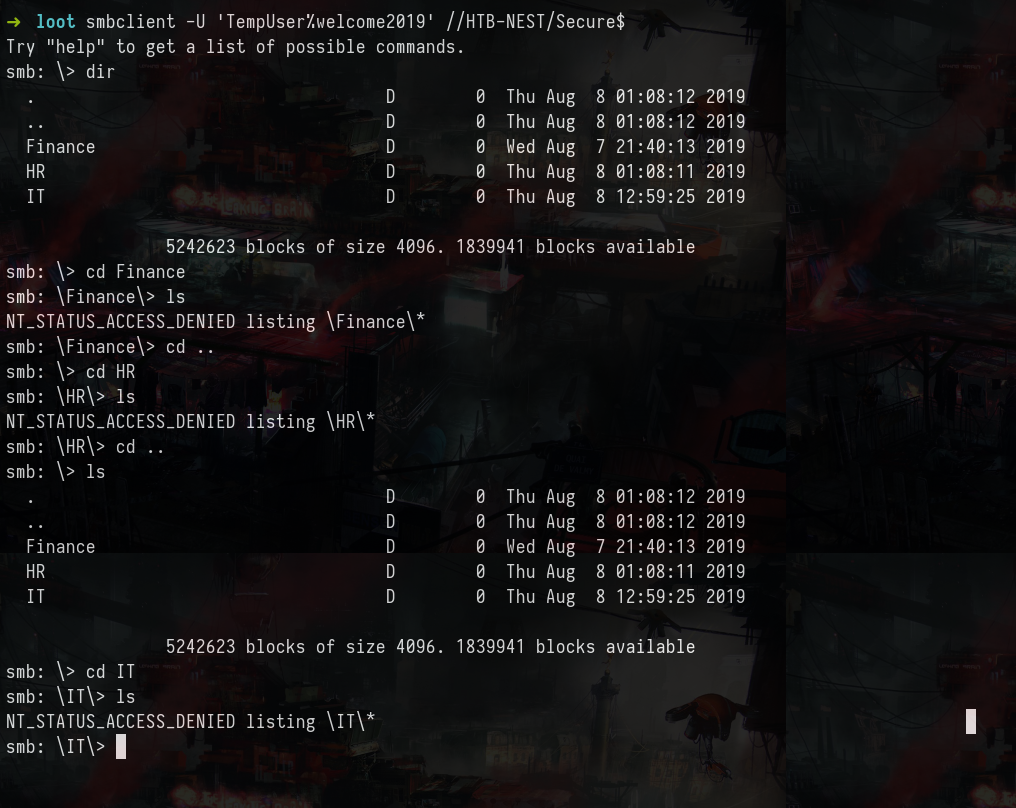 → loot smbclient -U 'TempUser%welcome2019' //HTB-NEST/Secure$
Try "help" to get a list of possible commands.
smb: \> dir
  .                                   D        0  Thu Aug  8 01:08:12 2019
  ..                                  D        0  Thu Aug  8 01:08:12 2019
  Finance                             D        0  Wed Aug  7 21:40:13 2019
  HR                                  D        0  Thu Aug  8 01:08:11 2019
  IT                                  D        0  Thu Aug  8 12:59:25 2019
                5242623 blocks of size 4096. 1839941 blocks available
smb: \> cd Finance
smb: \Finance\> ls
NT_STATUS_ACCESS_DENIED listing \Finance\*
smb: \Finance\> cd ..
smb: \> cd HR
smb: \HR\> ls
NT_STATUS_ACCESS_DENIED listing \HR\*
smb: \HR\> cd ..
smb: \> ls
  .                                   D        0  Thu Aug  8 01:08:12 2019
  ..                                  D        0  Thu Aug  8 01:08:12 2019
  Finance                             D        0  Wed Aug  7 21:40:13 2019
  HR                                  D        0  Thu Aug  8 01:08:11 2019
  IT                                  D        0  Thu Aug  8 12:59:25 2019
                5242623 blocks of size 4096. 1839941 blocks available
smb: \> cd IT
smb: \IT\> ls
NT_STATUS_ACCESS_DENIED listing \IT\*
smb: \IT\>